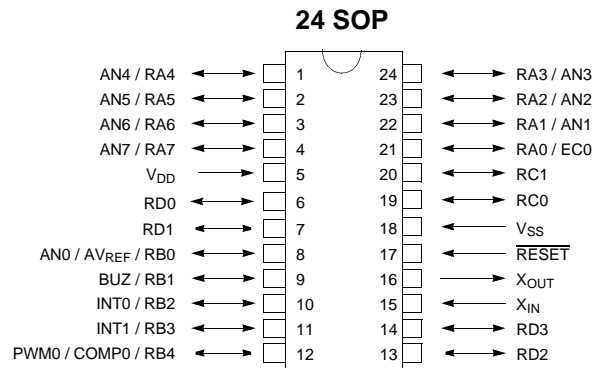 24 SOP
AN4 / RA4 1 24 RA3 / AN3
AN5 / RA5 2 23 RA2 / AN2
AN6 / RA6 3 22 RA1 / AN1
AN7 / RA7 4 21 RA0 / EC0
VDD 5 20 RC1
RD0 6 19 RC0
RD1 7 18 VSS
AN0 / AVREF / RB0 8 17 RESET
BUZ / RB1 9 16 XOUT
INT0 / RB2 10 15 XIN
INT1 / RB3 11 14 RD3
PWM0 / COMP0 / RB4 12 13 RD2